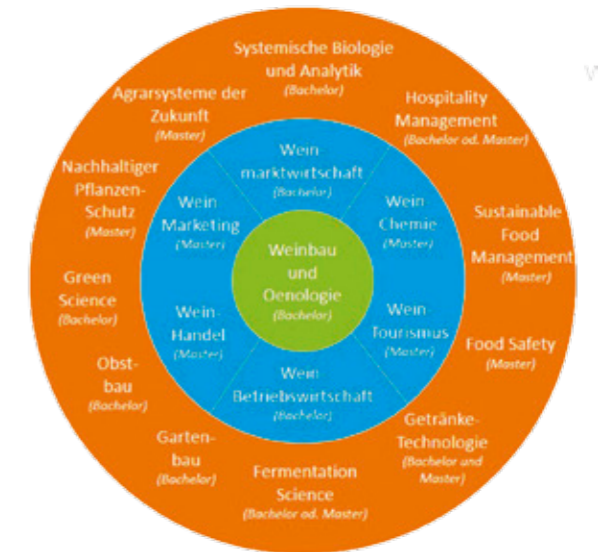 Systemische Biologie
und Analytik
(Bachelor)
Hospitality
Management
(Bachelor od. Master)
Sustainable
Food
Management
(Master)
Food Safety
(Master)
Getränke-
Technologie
(Bachelor und
Master)
Fermentation
Science
(Bachelor od. Master)
Garten-
bau
(Bachelor)
Obst-
bau
(Bachelor)
Green
Science
(Bachelor)
Nachhaltiger
Pflanzen-
Schutz
(Master)
Agrarsysteme der
Zukunft
(Master)
Wein
marktwirtschaft
(Bachelor)
Wein
Chemie
(Master)
Wein-
Tourismus
(Master)
Wein
Betriebswirtschaft
(Bachelor)
Wein-
Handel
(Master)
Wein
Marketing
(Master)
Weinbau
und
Oenologie
(Bachelor)